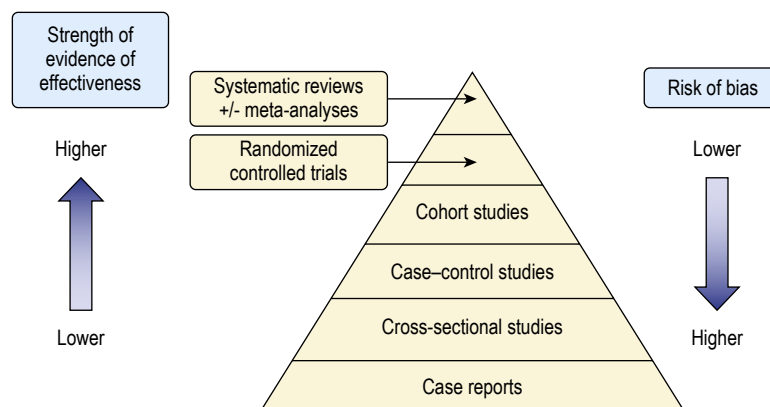 Strength of
evidence of
effectiveness
Higher
Lower
Systematic reviews
+/- meta-analyses
Randomized
controlled trials
Cohort studies
Case–control studies
Cross-sectional studies
Case reports
Risk of bias
Lower
Higher